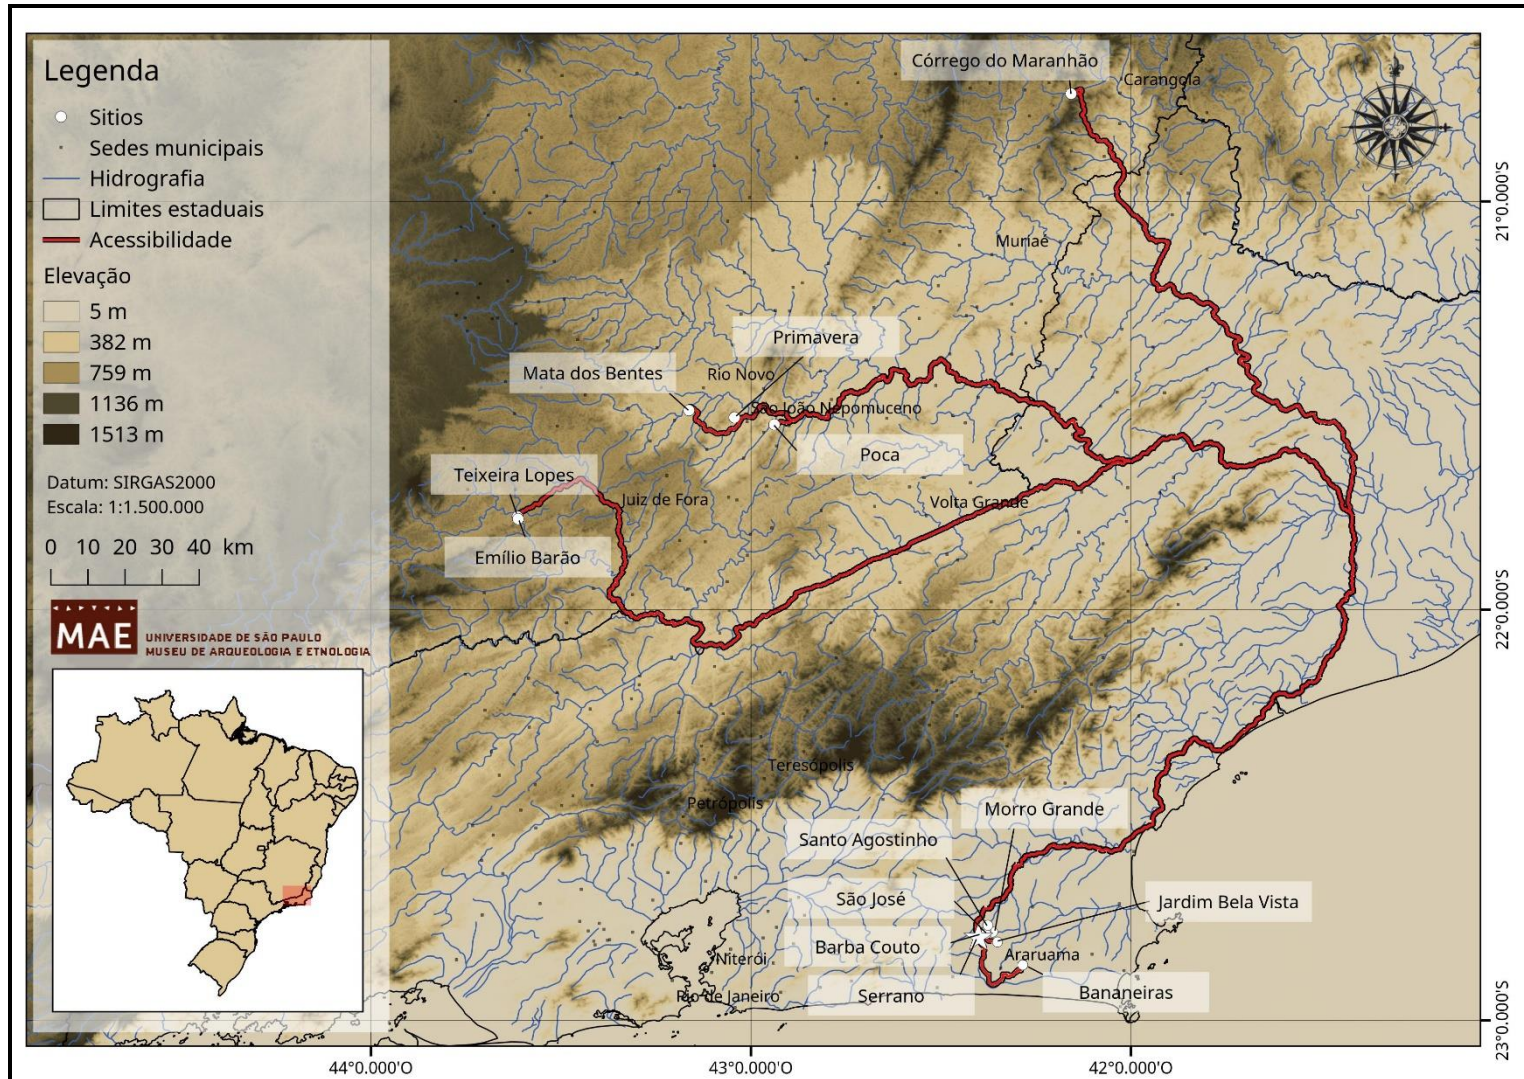 Legenda
Sitios
Sedes municipais
Hidrografia
Limites estaduais
Acessibilidade
Elevação
5 m
382 m
759 m
1136 m
1513 m
Datum: SIRGAS2000
Escala: 1:1.500.000
0 10 20 30 40 km
MAE
UNIVERSIDADE DE SÃO PAULO
MUSEU DE ARQUEOLOGIA E ETNOLOGIA
Córrego do Maranhão
Carangola
Muriaé
Primavera
Mata dos Bentes
Rio Novo
São João Nepomuceno
Poca
Teixeira Lopes
Juiz de Fora
Volta Grande
Emílio Barão
Teresópolis
Petrópolis
Morro Grande
Santo Agostinho
São José
Jardim Bela Vista
Barba Couto
Araruama
Niterói
Serrano
Bananeiras
Rio de Janeiro
21°0.000'S
22°0.000'S
23°0.000'S
44°0.000'O
43°0.000'O
42°0.000'O